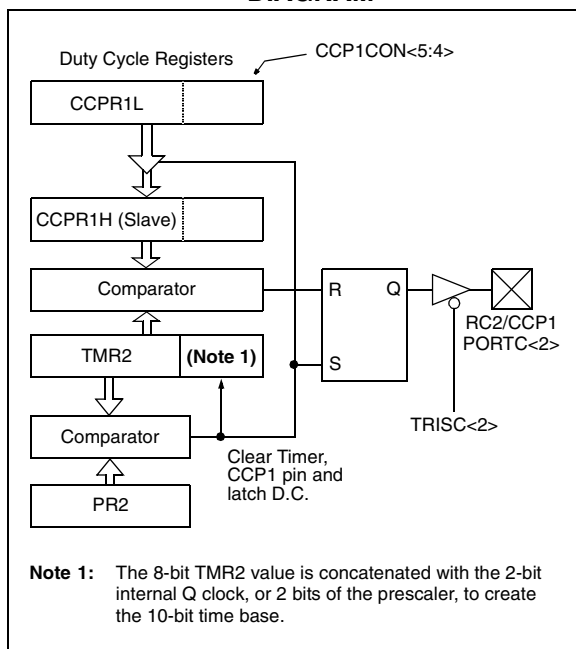 Duty Cycle Registers
CCP1CON<5:4>
CCPR1L
CCPR1H (Slave)
Comparator
R
Q
RC2/CCP1
PORTC<2>
TMR2
(Note 1)
S
TRISC<2>
Comparator
Clear Timer,
CCP1 pin and
latch D.C.
PR2
Note 1: The 8-bit TMR2 value is concatenated with the 2-bit
internal Q clock, or 2 bits of the prescaler, to create
the 10-bit time base.